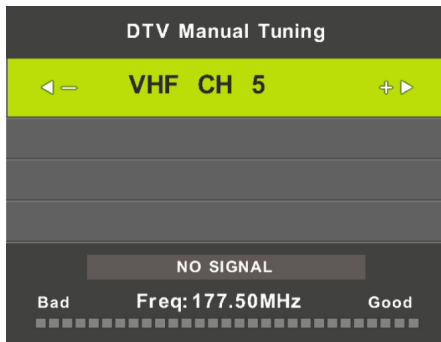 DTV Manual Tuning
VHF CH 5
NO SIGNAL
Bad Freq:177.50MHz Good